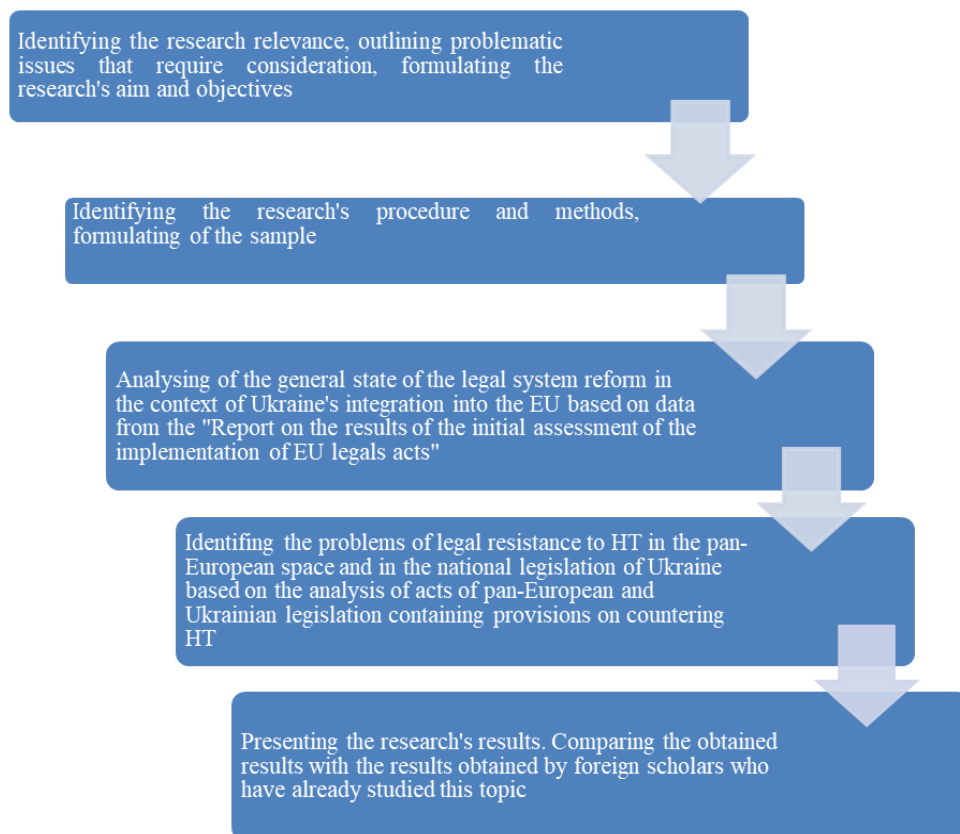 Identifying the research relevance, outlining problematic
issues that require consideration, formulating the
research's aim and objectives
Identifying the research's procedure and methods,
formulating of the sample
Analysing of the general state of the legal system reform in
the context of Ukraine's integration into the EU based on data
from the "Report on the results of the initial assessment of the
implementation of EU legals acts"
Identifing the problems of legal resistance to HT in the pan-
European space and in the national legislation of Ukraine
based on the analysis of acts of pan-European and
Ukrainian legislation containing provisions on countering
HT
Presenting the research's results. Comparing the obtained
results with the results obtained by foreign scholars who
have already studied this topic